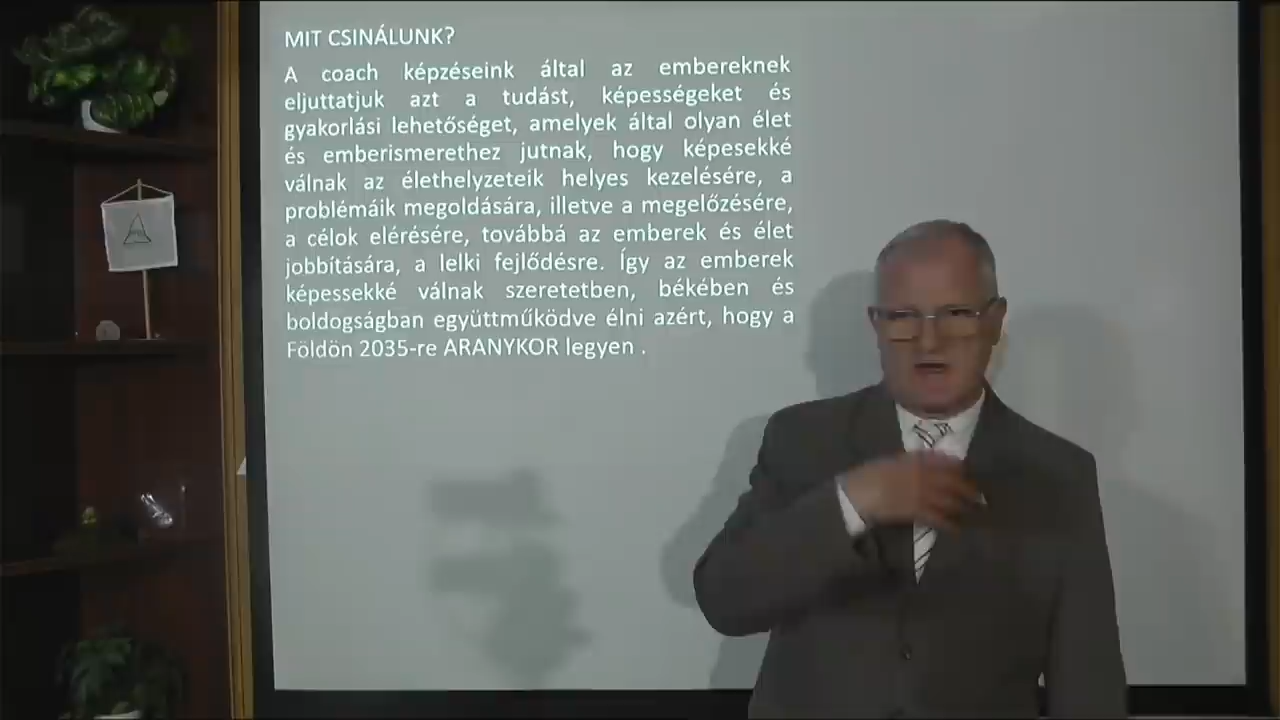 MIT CSINÁLUNK?
A coach képzéseink által az embereknek
eljuttatjuk azt a tudást, képességeket és
gyakorlási lehetőséget, amelyek által olyan élet
és emberismerethez jutnak, hogy képesekké
válnak az élethelyzeteik helyes kezelésére, a
problémáik megoldására, illetve a megelőzésére,
a célok elérésére, továbbá az emberek és élet
jobbítására, a lelki fejlődésre. Így az emberek
képessekké válnak szeretetben, békében és
boldogságban együttműködve élni azért, hogy a
Földön 2035-re ARANYKOR legyen .